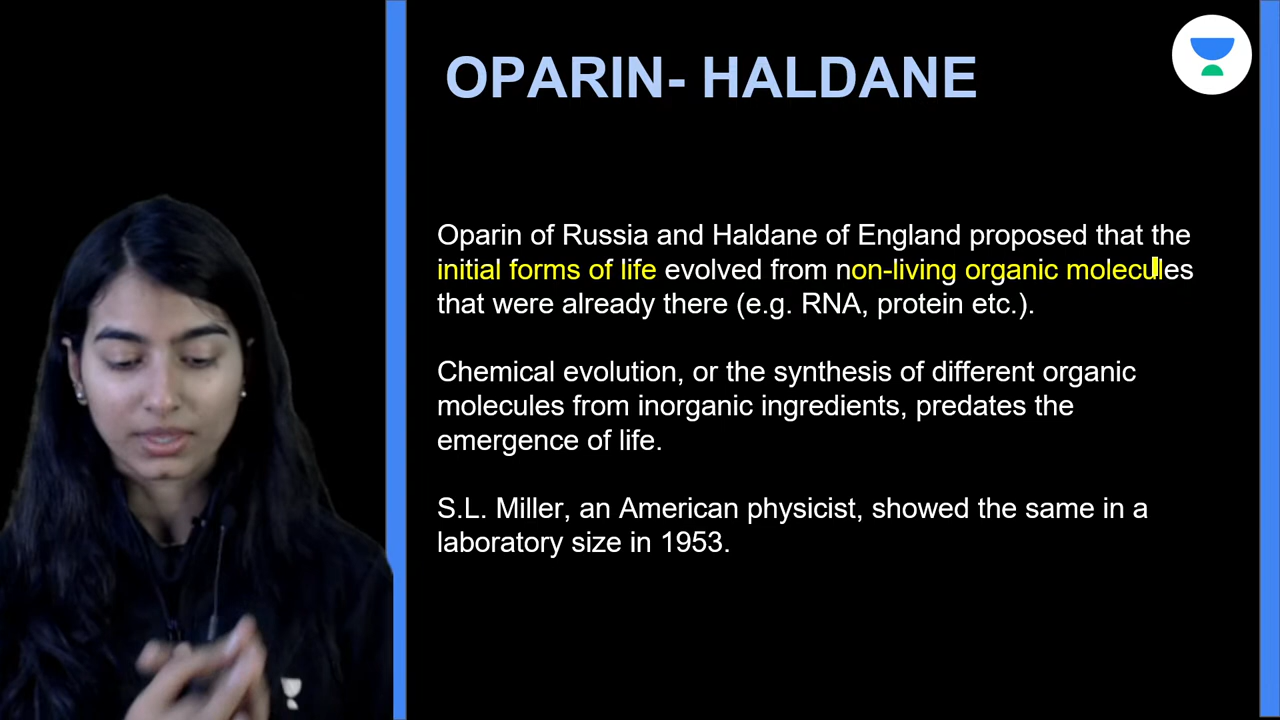 OPARIN- HALDANE
Oparin of Russia and Haldane of England proposed that the
initial forms of life evolved from non-living organic molecules
that were already there (e.g. RNA, protein etc.).
Chemical evolution, or the synthesis of different organic
molecules from inorganic ingredients, predates the
emergence of life.
S.L. Miller, an American physicist, showed the same in a
laboratory size in 1953.